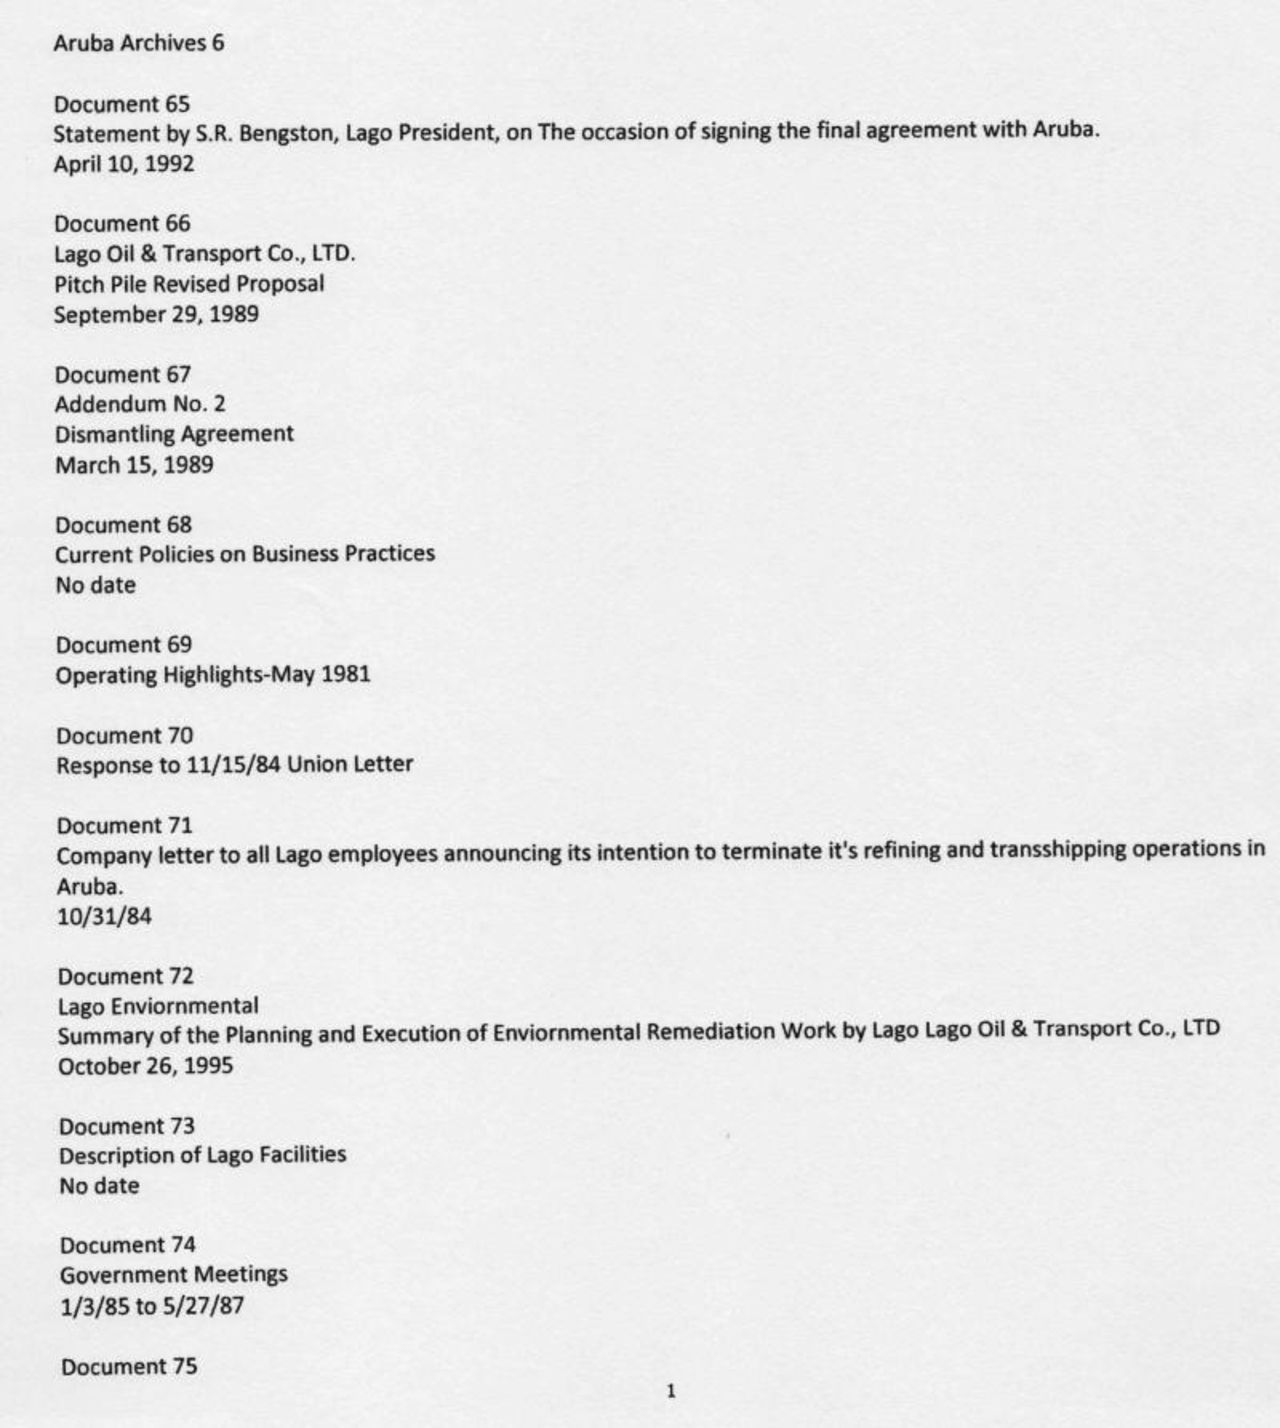 Aruba Archives 6
Document 65
Statement by S.R. Bengston, Lago President, on The occasion of signing the final agreement with Aruba.
April 10, 1992
Document 66
Lago Oil & Transport Co., LTD.
Pitch Pile Revised Proposal
September 29, 1989
Document 67
Addendum No. 2
Dismantling Agreement
March 15, 1989
Document 68
Current Policies on Business Practices
No date
Document 69
Operating Highlights-May 1981
Document 70
Response to 11/15/84 Union Letter
Document 71
Company letter to all Lago employees announcing its intention to terminate it's refining and transshipping operations in
Aruba.
10/31/84
Document 72
Lago Enviornmental
Summary of the Planning and Execution of Enviornmental Remediation Work by Lago Lago Oil & Transport Co., LTD
October 26, 1995
Document 73
Description of Lago Facilities
No date
Document 74
Government Meetings
1/3/85 to 5/27/87
Document 75
1